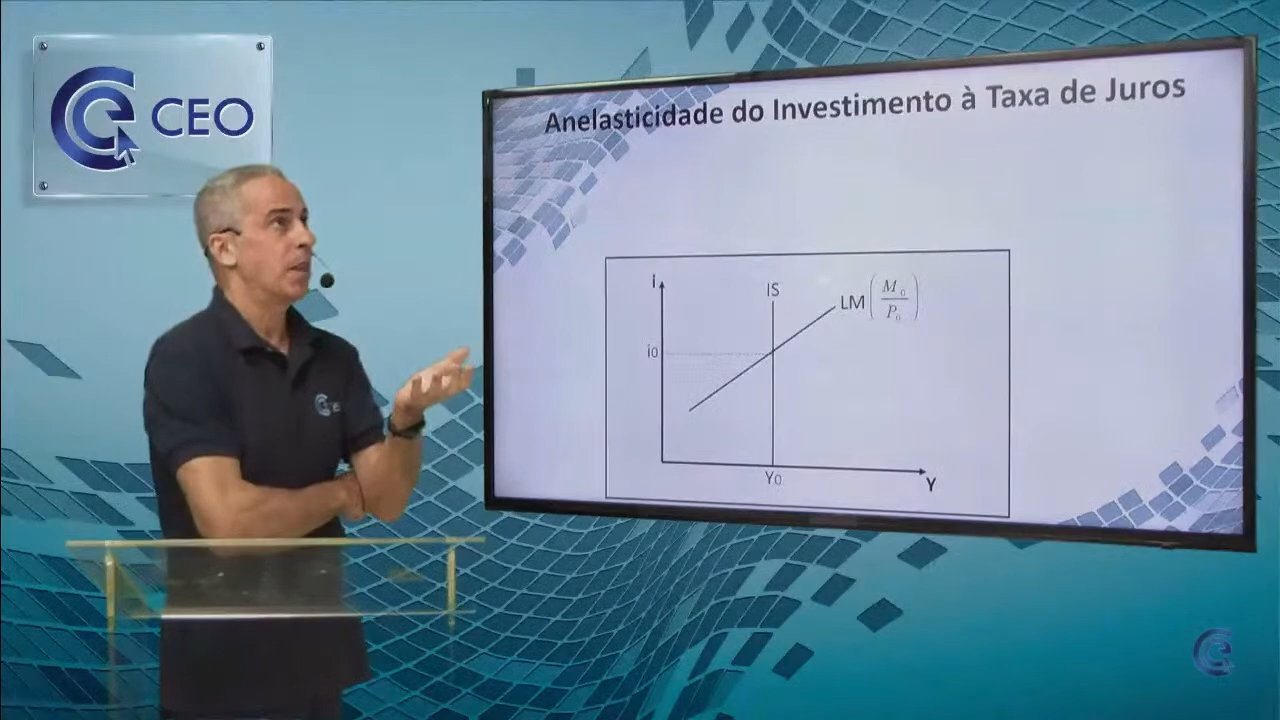 CEO
Anelasticidade do Investimento à Taxa de Juros
i
IS
LM (M₀/P₀)
i0
Y0
Y